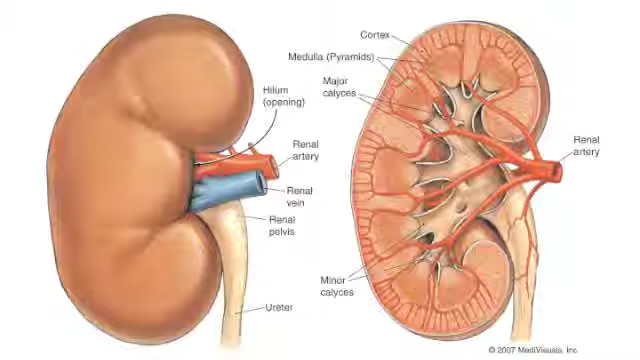 Hilum
(opening)
Renal
artery
Renal
vein
Renal
pelvis
Ureter
Cortex
Medulla (Pyramids)
Major
calyces
Renal
artery
Minor
calyces
© 2007 MediVisuals, Inc